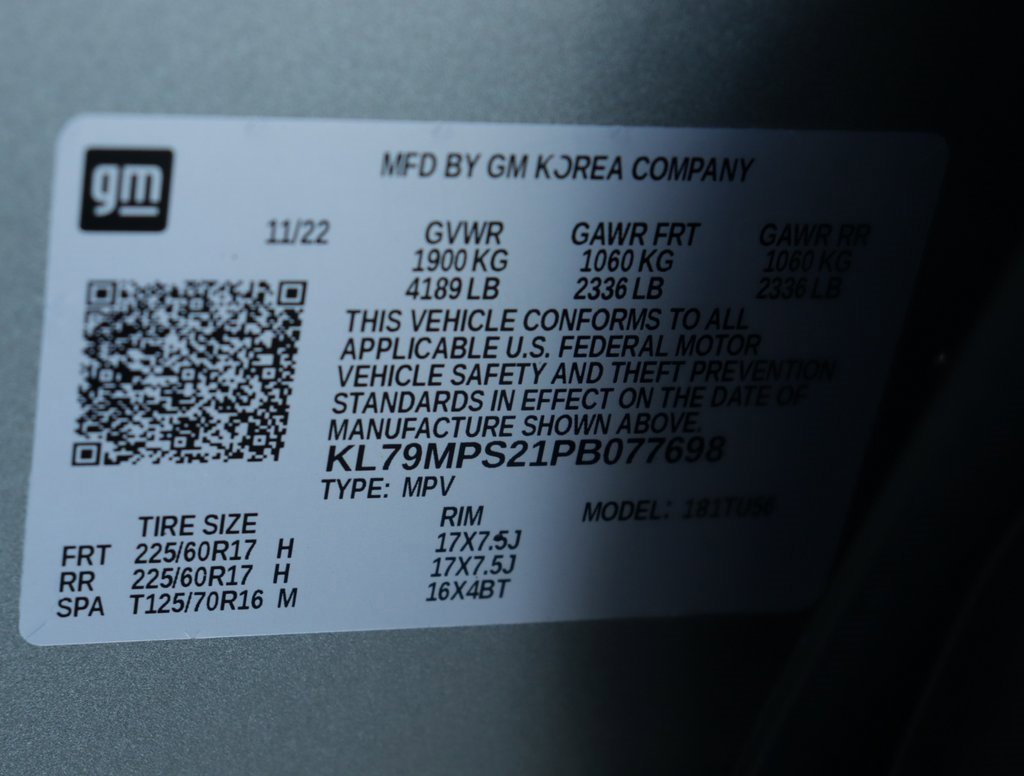 gm
MFD BY GM KOREA COMPANY
11/22 GVWR GAWR FRT GAWR RR
1900 KG 1060 KG 1060 KG
4189 LB 2336 LB 2336 LB
THIS VEHICLE CONFORMS TO ALL
APPLICABLE U.S. FEDERAL MOTOR
VEHICLE SAFETY AND THEFT PREVENTION
STANDARDS IN EFFECT ON THE DATE OF
MANUFACTURE SHOWN ABOVE.
KL79MPS21PB077698
TYPE: MPV
TIRE SIZE RIM MODEL:
FRT 225/60R17 H 17X7.5J
RR 225/60R17 H 17X7.5J
SPA T125/70R16 M 16X4BT